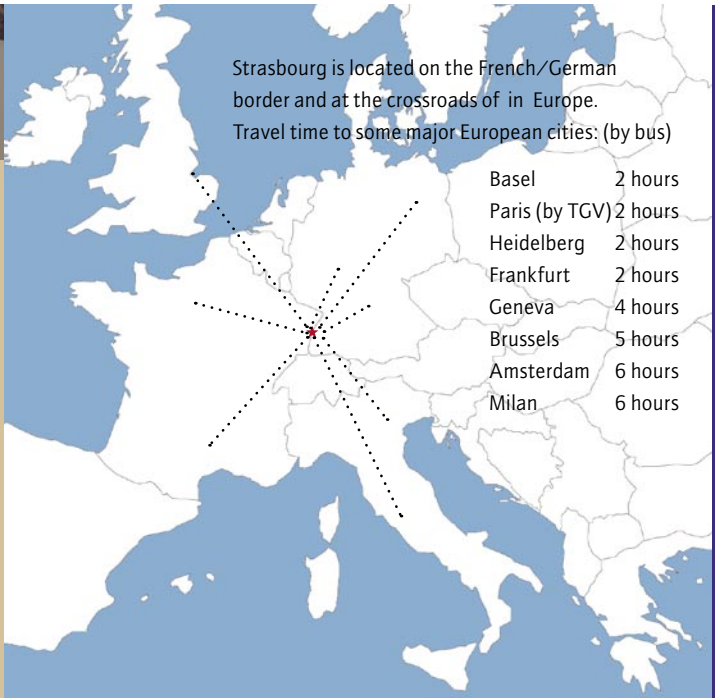 Strasbourg is located on the French/German
border and at the crossroads of in Europe.
Travel time to some major European cities: (by bus)
Basel 2 hours
Paris (by TGV) 2 hours
Heidelberg 2 hours
Frankfurt 2 hours
Geneva 4 hours
Brussels 5 hours
Amsterdam 6 hours
Milan 6 hours